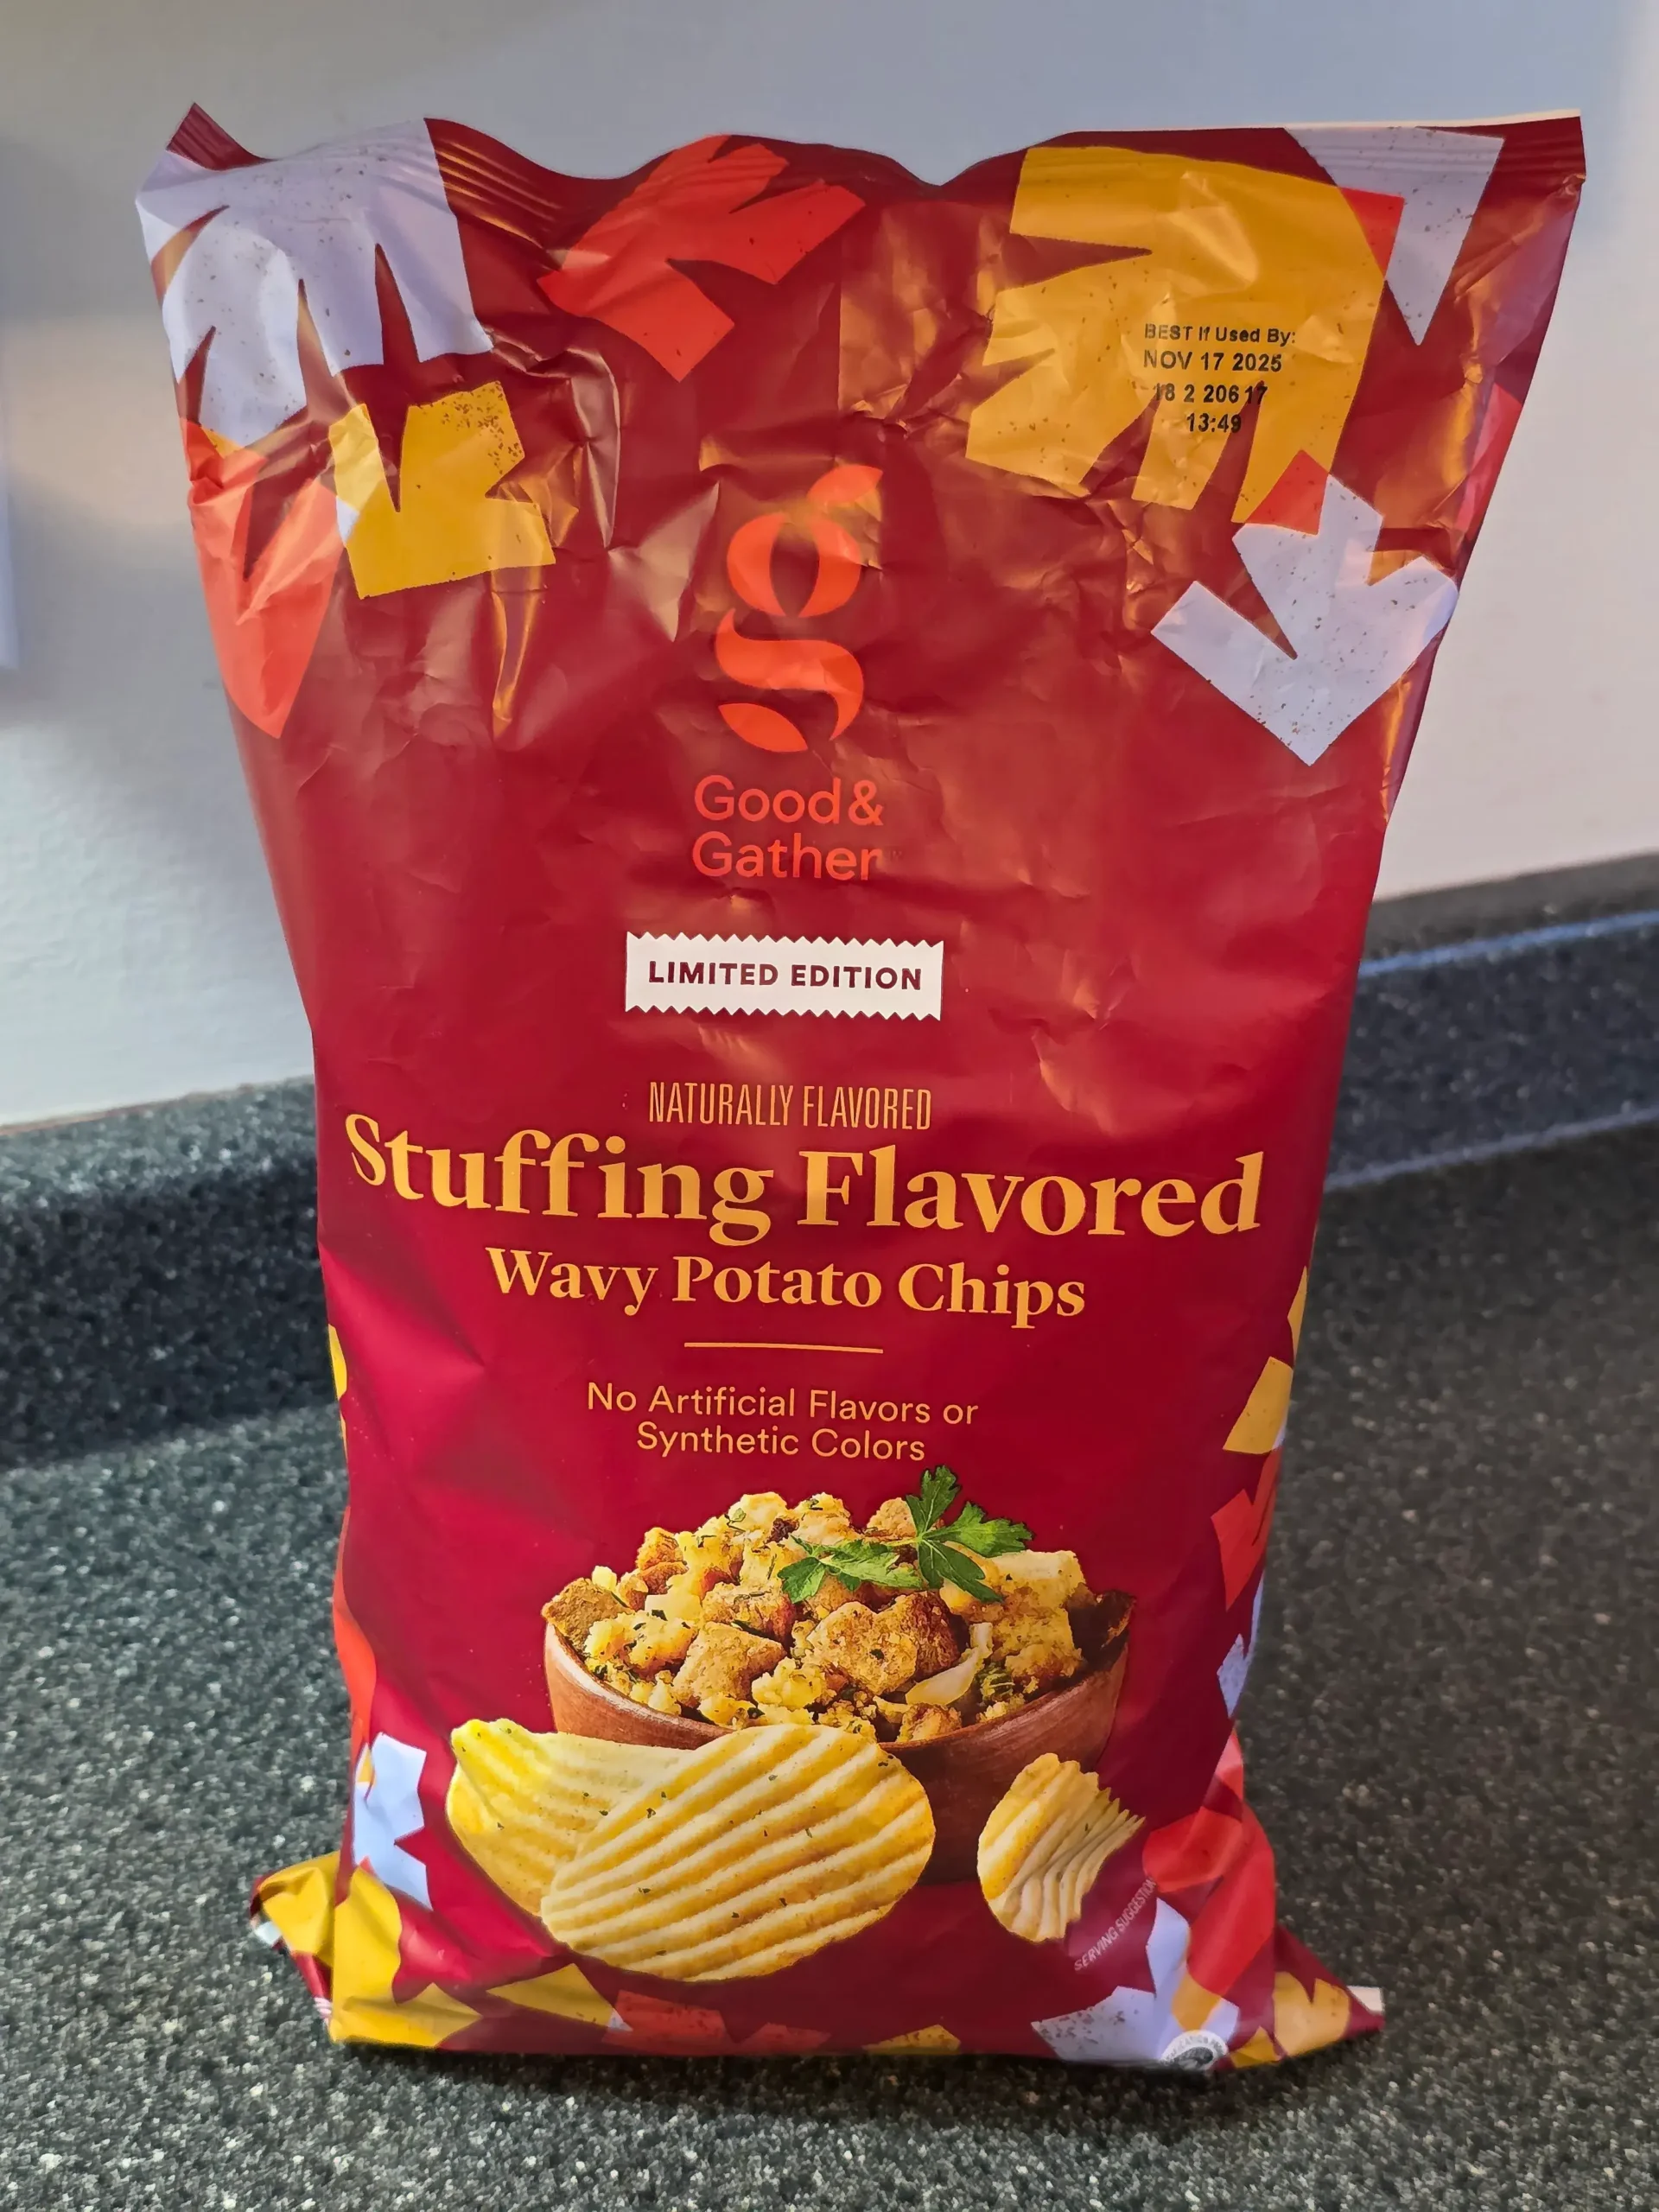 BEST If Used By:
NOV 17 2025
18 2 206 17
13:49
g
Good &
Gather
LIMITED EDITION
NATURALLY FLAVORED
Stuffing Flavored
Wavy Potato Chips
No Artificial Flavors or
Synthetic Colors
SERVING SUGGESTION